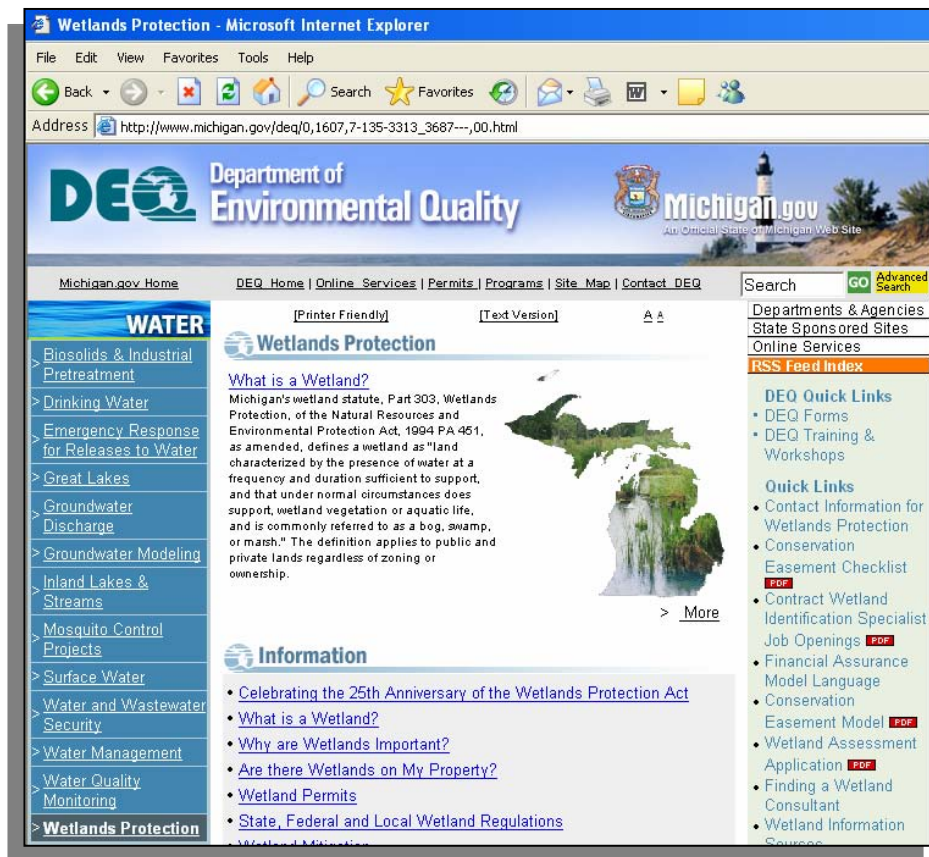 Wetlands Protection - Microsoft Internet Explorer
File Edit View Favorites Tools Help
Back Search Favorites
Address http://www.michigan.gov/deq/0,1607,7-135-3313_3687---,00.html
DEQ Department of
Environmental Quality
Michigan.gov
An Official State of Michigan Web Site
Michigan.gov Home
DEQ Home | Online Services | Permits | Programs | Site Map | Contact DEQ
Search GO Advanced
Search
WATER
> Biosolids & Industrial
Pretreatment
> Drinking Water
> Emergency Response
for Releases to Water
> Great Lakes
> Groundwater
Discharge
> Groundwater Modeling
> Inland Lakes &
Streams
> Mosquito Control
Projects
> Surface Water
> Water and Wastewater
Security
> Water Management
> Water Quality
Monitoring
> Wetlands Protection
[Printer Friendly] [Text Version] A A
Wetlands Protection
What is a Wetland?
Michigan's wetland statute, Part 303, Wetlands
Protection, of the Natural Resources and
Environmental Protection Act, 1994 PA 451,
as amended, defines a wetland as "land
characterized by the presence of water at a
frequency and duration sufficient to support,
and that under normal circumstances does
support, wetland vegetation or aquatic life,
and is commonly referred to as a bog, swamp,
or marsh." The definition applies to public and
private lands regardless of zoning or
ownership.
> More
Information
• Celebrating the 25th Anniversary of the Wetlands Protection Act
• What is a Wetland?
• Why are Wetlands Important?
• Are there Wetlands on My Property?
• Wetland Permits
• State, Federal and Local Wetland Regulations
• Wetland Mitigation
Departments & Agencies
State Sponsored Sites
Online Services
RSS Feed Index
DEQ Quick Links
• DEQ Forms
• DEQ Training &
Workshops
Quick Links
• Contact Information for
Wetlands Protection
• Conservation
Easement Checklist
PDF
• Contract Wetland
Identification Specialist
Job Openings PDF
• Financial Assurance
Model Language
• Conservation
Easement Model PDF
• Wetland Assessment
Application PDF
• Finding a Wetland
Consultant
• Wetland Information
Sources